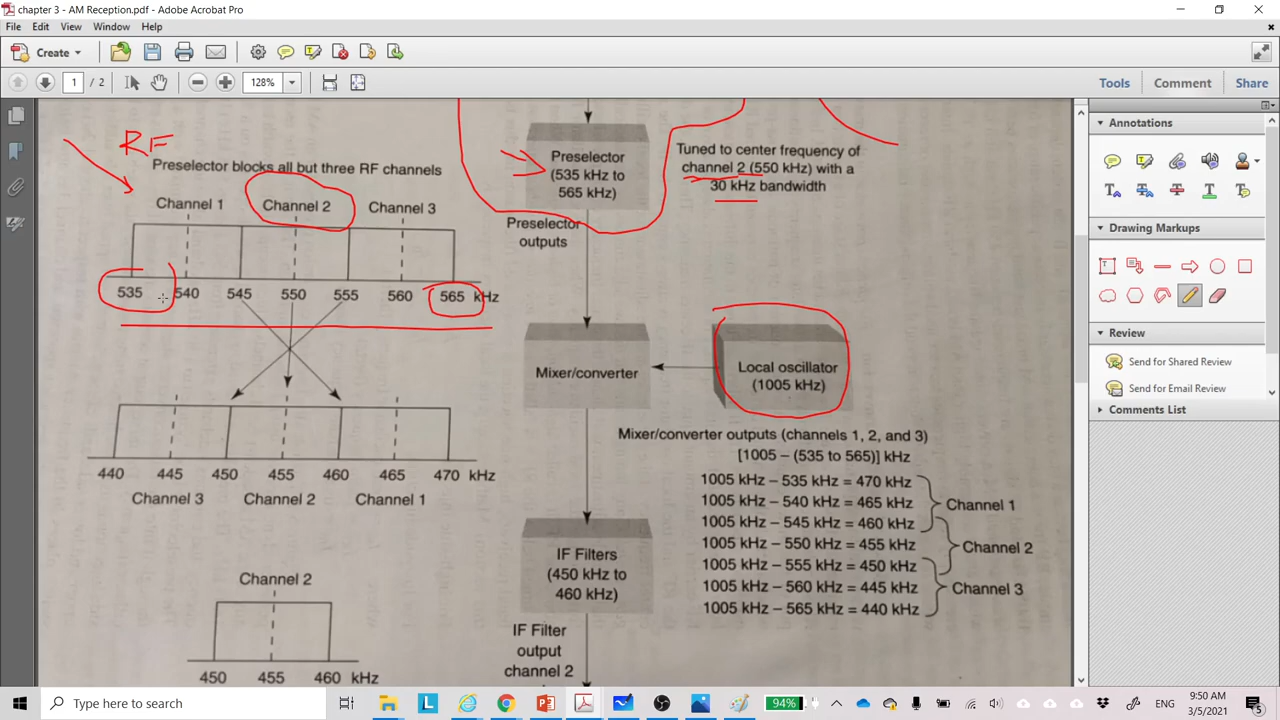 chapter 3 - AM Reception.pdf - Adobe Acrobat Pro
File Edit View Window Help
Create
1 / 2 128% Tools Comment Share
RF
Preselector blocks all but three RF channels
Channel 1 Channel 2 Channel 3
535 540 545 550 555 560 565 kHz
440 445 450 455 460 465 470 kHz
Channel 3 Channel 2 Channel 1
Channel 2
450 455 460 kHz
Preselector
(535 kHz to
565 kHz)
Tuned to center frequency of
channel 2 (550 kHz) with a
30 kHz bandwidth
Preselector
outputs
Mixer/converter
Local oscillator
(1005 kHz)
Mixer/converter outputs (channels 1, 2, and 3)
[1005 – (535 to 565)] kHz
1005 kHz – 535 kHz = 470 kHz
1005 kHz – 540 kHz = 465 kHz
1005 kHz – 545 kHz = 460 kHz
1005 kHz – 550 kHz = 455 kHz
1005 kHz – 555 kHz = 450 kHz
1005 kHz – 560 kHz = 445 kHz
1005 kHz – 565 kHz = 440 kHz
Channel 1
Channel 2
Channel 3
IF Filters
(450 kHz to
460 kHz)
IF Filter
output
channel 2
Annotations
Drawing Markups
Review
Send for Shared Review
Send for Email Review
Comments List
Type here to search
94%
9:50 AM
3/5/2021
5